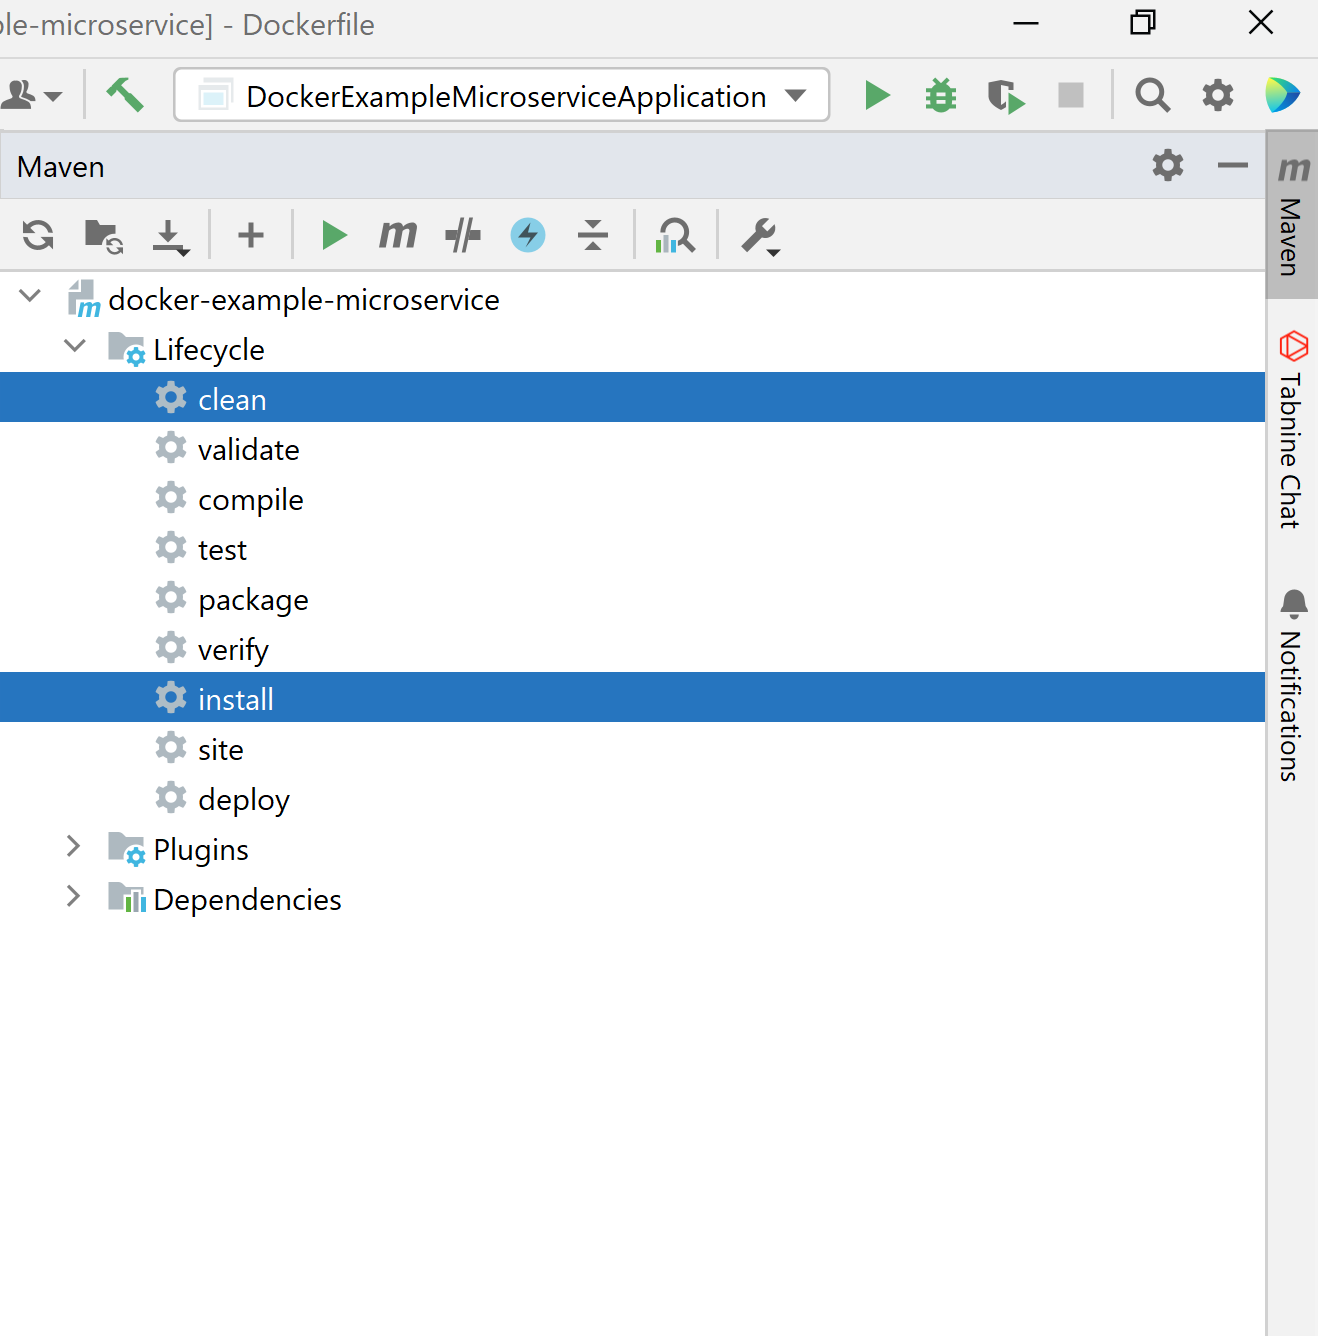 ple-microservice] - Dockerfile
DockerExampleMicroserviceApplication
Maven
m
docker-example-microservice
Lifecycle
clean
validate
compile
test
package
verify
install
site
deploy
Plugins
Dependencies
m Maven
Tabnine Chat
Notifications